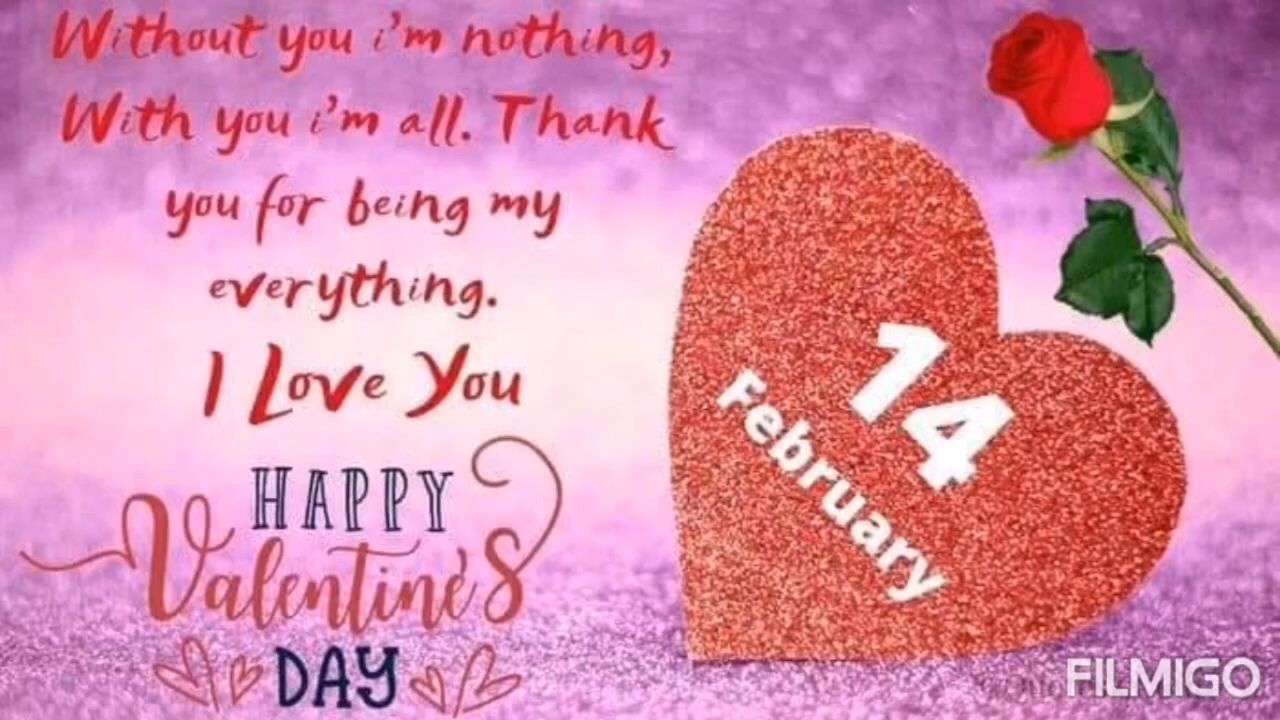 Without you i'm nothing,
With you i'm all. Thank
you for being my
everything.
I Love You
HAPPY
Valentine's
DAY
14
February
FILMIGO